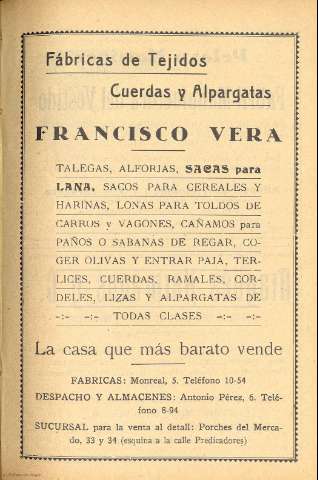 Fábricas de Tejidos
Cuerdas y Alpargatas
FRANCISCO VERA
TALEGAS, ALFORJAS, SACAS para
LANA, SACOS PARA CEREALES Y
HARINAS, LONAS PARA TOLDOS DE
CARROS y VAGONES, CAÑAMOS para
PAÑOS O SABANAS DE REGAR, CO-
GER OLIVAS Y ENTRAR PAJA, TER-
LICES, CUERDAS, RAMALES, COR-
DELES, LIZAS Y ALPARGATAS DE
-:- -:- TODAS CLASES -:- -:-
La casa que más barato vende
FABRICAS: Monreal, 5. Teléfono 10-54
DESPACHO Y ALMACENES: Antonio Pérez, 6. Telé-
fono 8-94
SUCURSAL para la venta al detall: Porches del Merca-
do, 33 y 34 (esquina a la calle Predicadores)